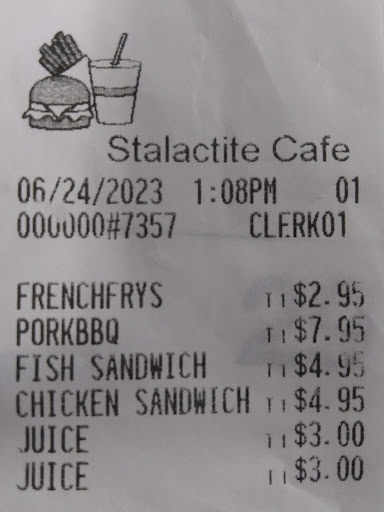 Stalactite Cafe
06/24/2023 1:08PM 01
000000#7357 CLERK01
FRENCHFRYS T1 $2.95
PORKBBQ T1 $7.95
FISH SANDWICH T1 $4.95
CHICKEN SANDWICH T1 $4.95
JUICE T1 $3.00
JUICE T1 $3.00